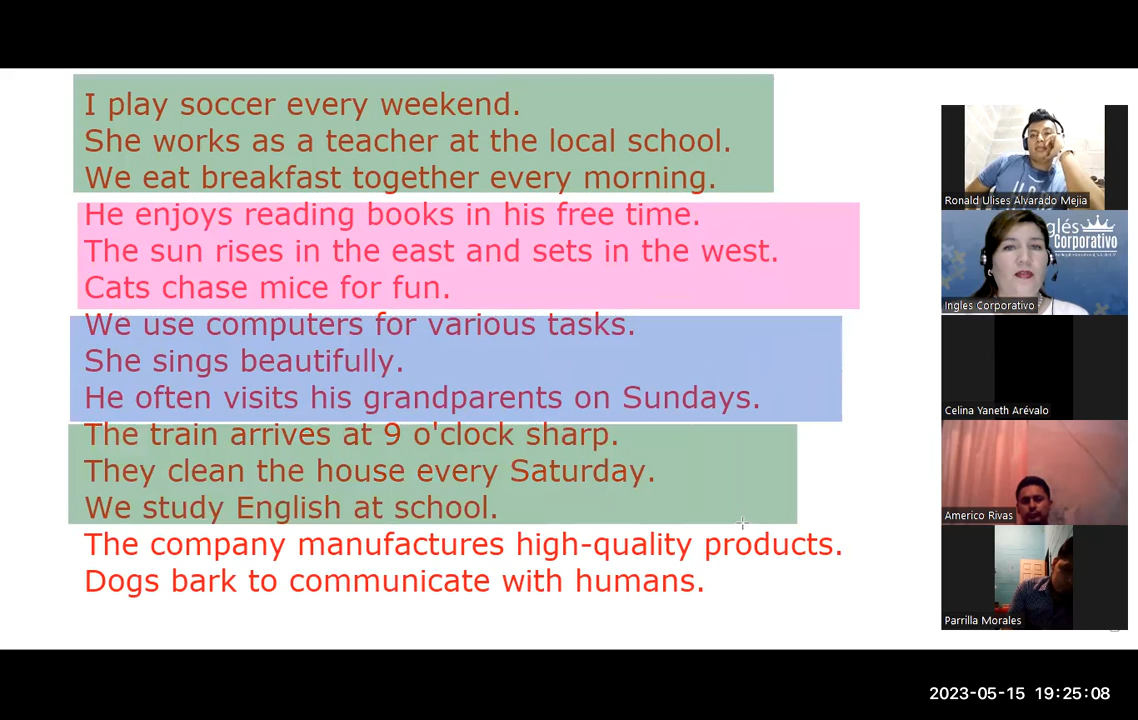 I play soccer every weekend.
She works as a teacher at the local school.
We eat breakfast together every morning.
He enjoys reading books in his free time.
The sun rises in the east and sets in the west.
Cats chase mice for fun.
We use computers for various tasks.
She sings beautifully.
He often visits his grandparents on Sundays.
The train arrives at 9 o'clock sharp.
They clean the house every Saturday.
We study English at school.
The company manufactures high-quality products.
Dogs bark to communicate with humans.
Ronald Ulises Alvarado Mejia
glés
Corporativo
Ingles Corporativo
Celina Yaneth Arévalo
Americo Rivas
Parrilla Morales
2023-05-15 19:25:08